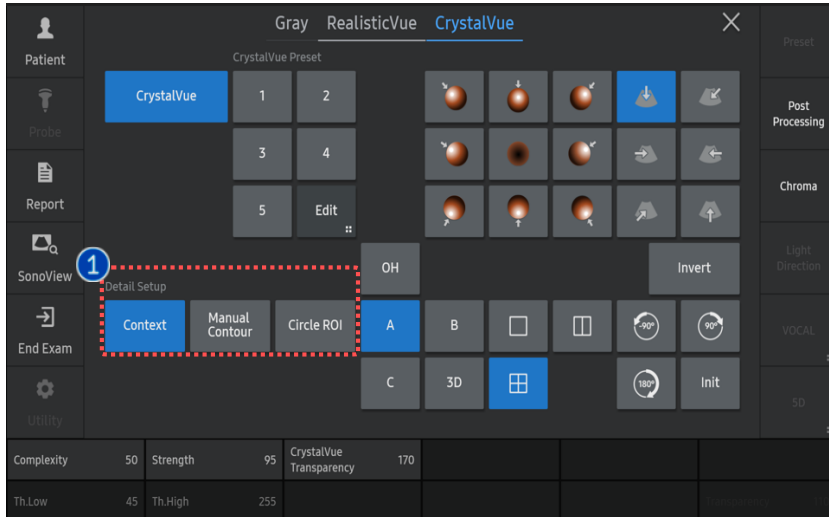 Gray RealisticVue CrystalVue
Patient
Probe
Report
SonoView
End Exam
Utility
CrystalVue Preset
CrystalVue 1 2
3 4
5 Edit
1
Detail Setup
Context
Manual
Contour
Circle ROI
OH
Invert
A B
-90° 90°
C 3D
180° Init
Preset
Post
Processing
Chroma
Light
Direction
VOCAL
5D
Complexity 50 Strength 95
CrystalVue
Transparency
170
Th.Low 45 Th.High 255